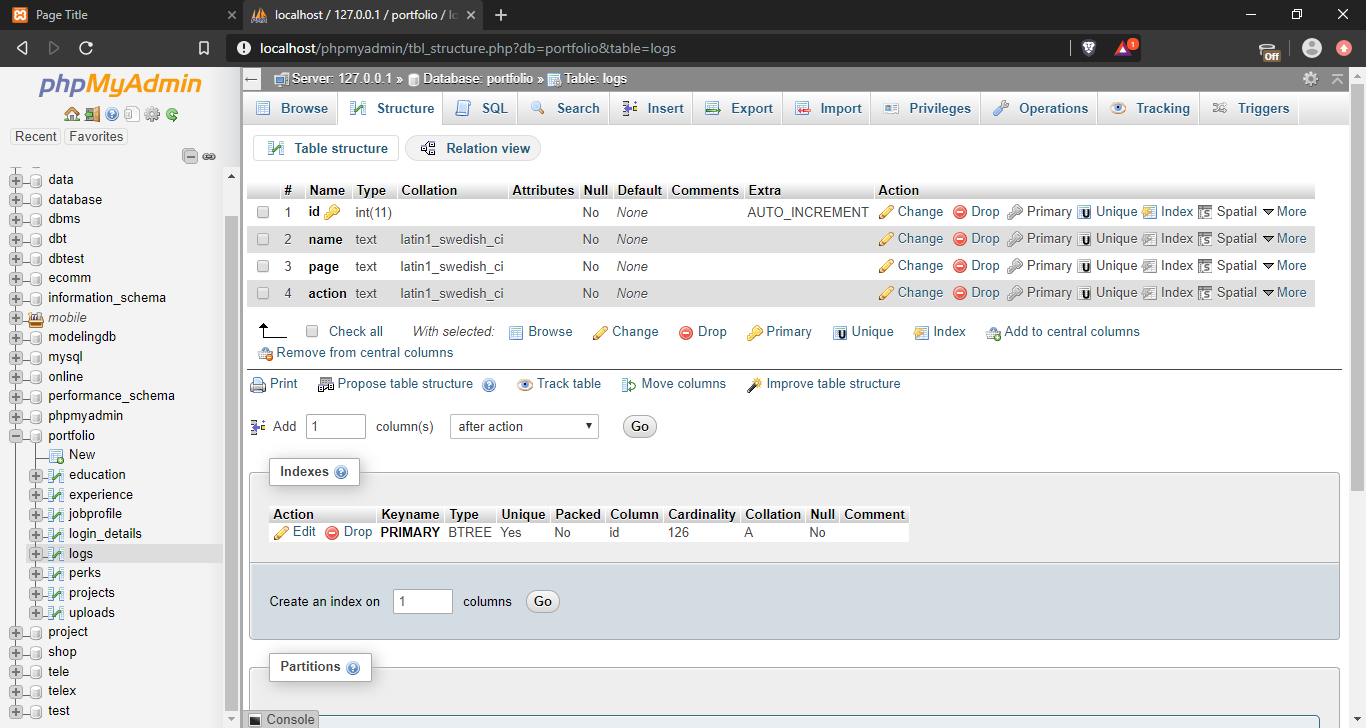 Page Title
localhost / 127.0.0.1 / portfolio / lo
localhost/phpmyadmin/tbl_structure.php?db=portfolio&table=logs
1
Off
phpMyAdmin
Recent Favorites
data
database
dbms
dbt
dbtest
ecomm
information_schema
mobile
modelingdb
mysql
online
performance_schema
phpmyadmin
portfolio
New
education
experience
jobprofile
login_details
logs
perks
projects
uploads
project
shop
tele
telex
test
Server: 127.0.0.1 » Database: portfolio » Table: logs
Browse Structure SQL Search Insert Export Import Privileges Operations Tracking Triggers
Table structure Relation view
# Name Type Collation Attributes Null Default Comments Extra Action
1 id int(11) No None AUTO_INCREMENT Change Drop Primary Unique Index Spatial More
2 name text latin1_swedish_ci No None Change Drop Primary Unique Index Spatial More
3 page text latin1_swedish_ci No None Change Drop Primary Unique Index Spatial More
4 action text latin1_swedish_ci No None Change Drop Primary Unique Index Spatial More
Check all With selected: Browse Change Drop Primary Unique Index Add to central columns
Remove from central columns
Print Propose table structure Track table Move columns Improve table structure
Add 1 column(s) after action Go
Indexes
Action Keyname Type Unique Packed Column Cardinality Collation Null Comment
Edit Drop PRIMARY BTREE Yes No id 126 A No
Create an index on 1 columns Go
Partitions
Console